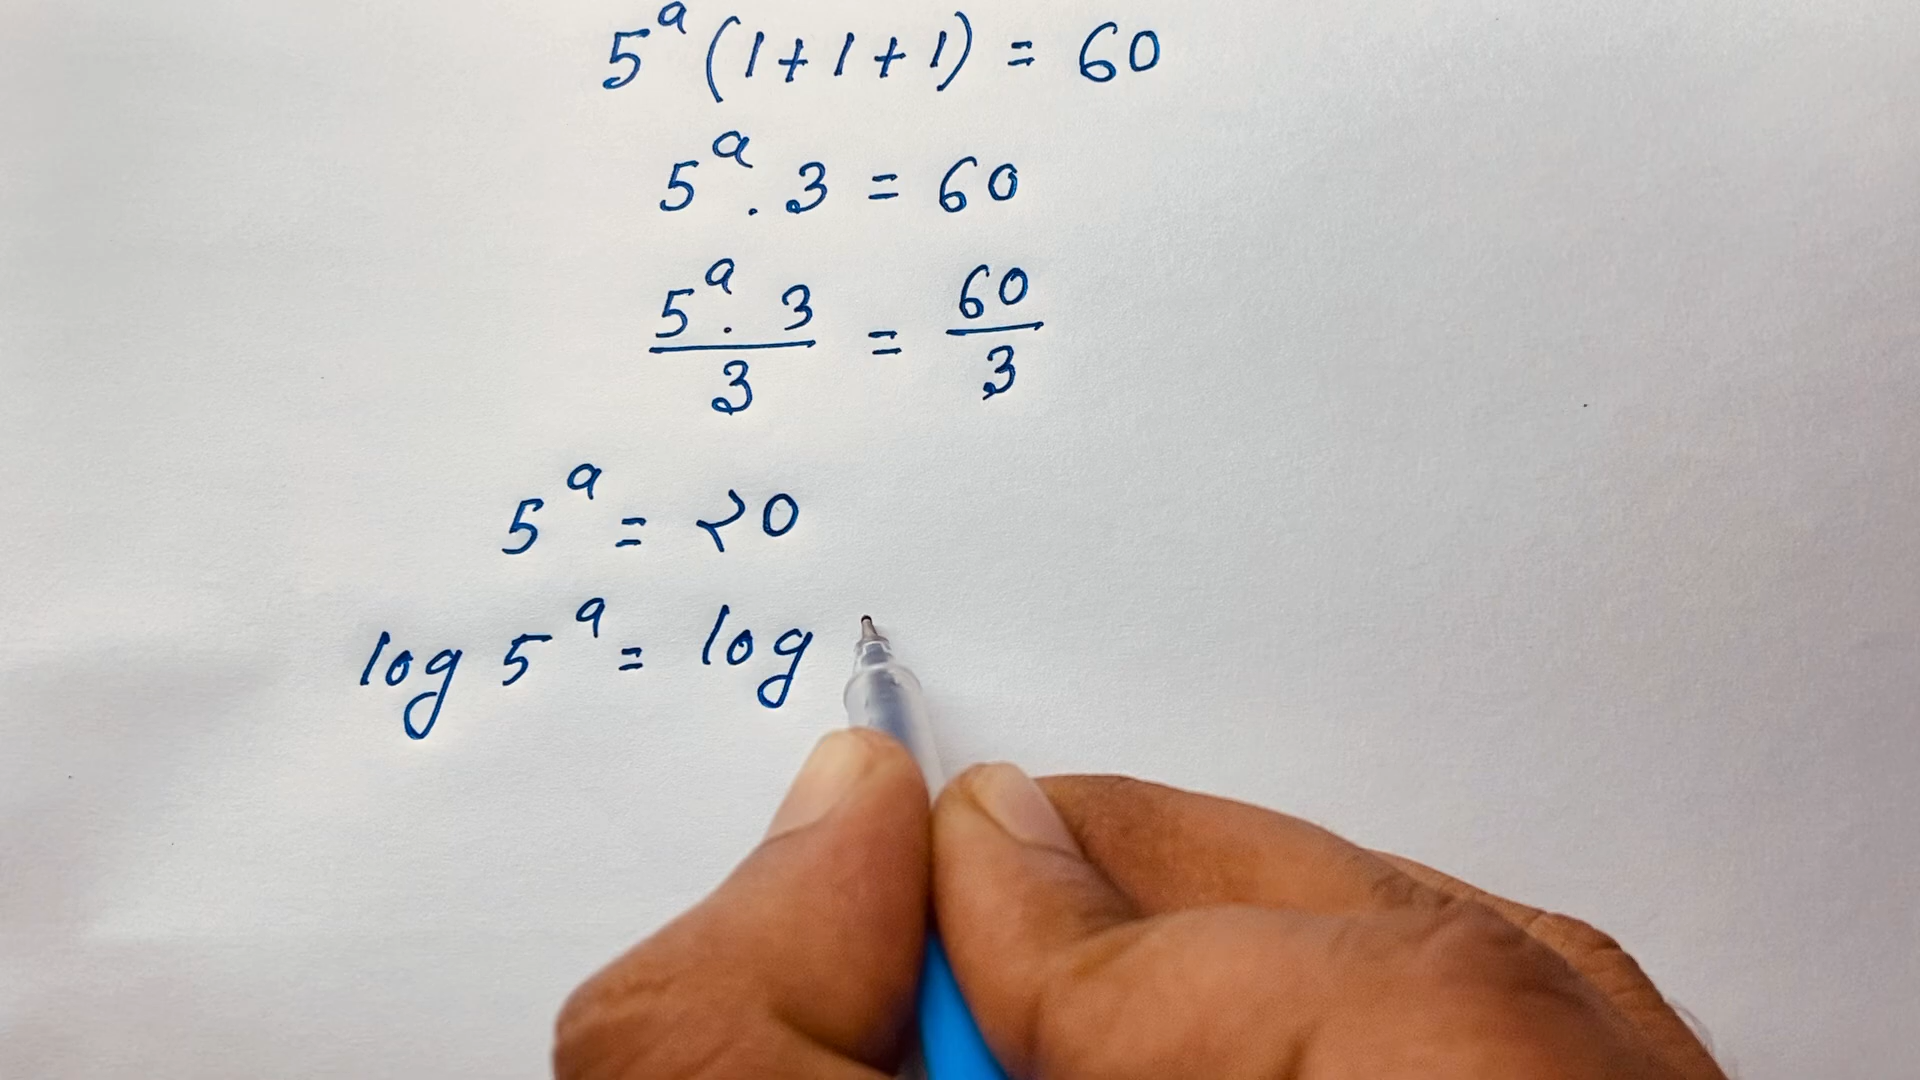 5^a (1+1+1) = 60
5^a . 3 = 60
5^a . 3 / 3 = 60 / 3
5^a = 20
log 5^a = log